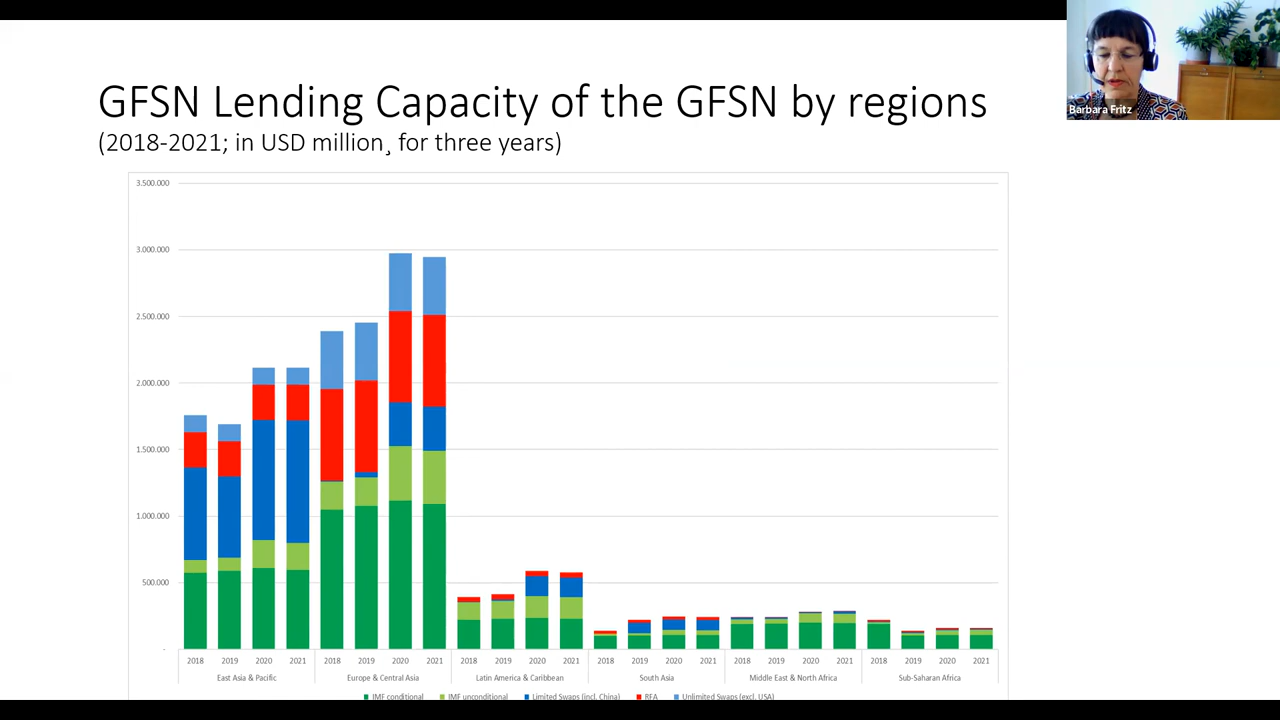 GFSN Lending Capacity of the GFSN by regions
(2018-2021; in USD million¸ for three years)
Barbara Fritz
3.500.000
3.000.000
2.500.000
2.000.000
1.500.000
1.000.000
500.000
-
2018 2019 2020 2021 2018 2019 2020 2021 2018 2019 2020 2021 2018 2019 2020 2021 2018 2019 2020 2021 2018 2019 2020 2021
East Asia & Pacific Europe & Central Asia Latin America & Caribbean South Asia Middle East & North Africa Sub-Saharan Africa
IMF conditional IMF unconditional Limited Swaps (incl. China) RFA Unlimited Swaps (excl. USA)